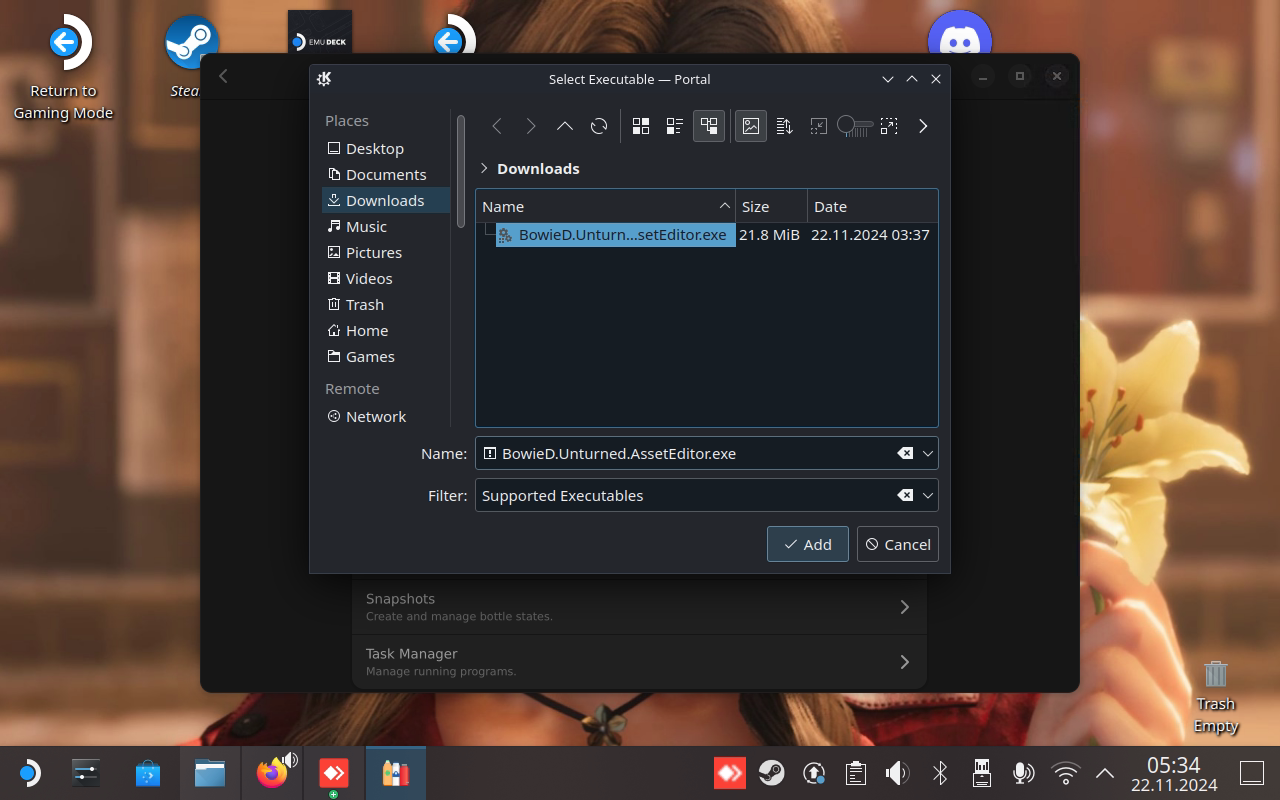 EMUDECK
Return to
Gaming Mode
Stea
Select Executable — Portal
Places
Desktop
Documents
Downloads
Music
Pictures
Videos
Trash
Home
Games
Remote
Network
Downloads
Name
Size
Date
BowieD.Unturn...setEditor.exe
21.8 MiB
22.11.2024 03:37
Name:
BowieD.Unturned.AssetEditor.exe
Filter:
Supported Executables
Add
Cancel
Snapshots
Create and manage bottle states.
Task Manager
Manage running programs.
Trash
Empty
05:34
22.11.2024